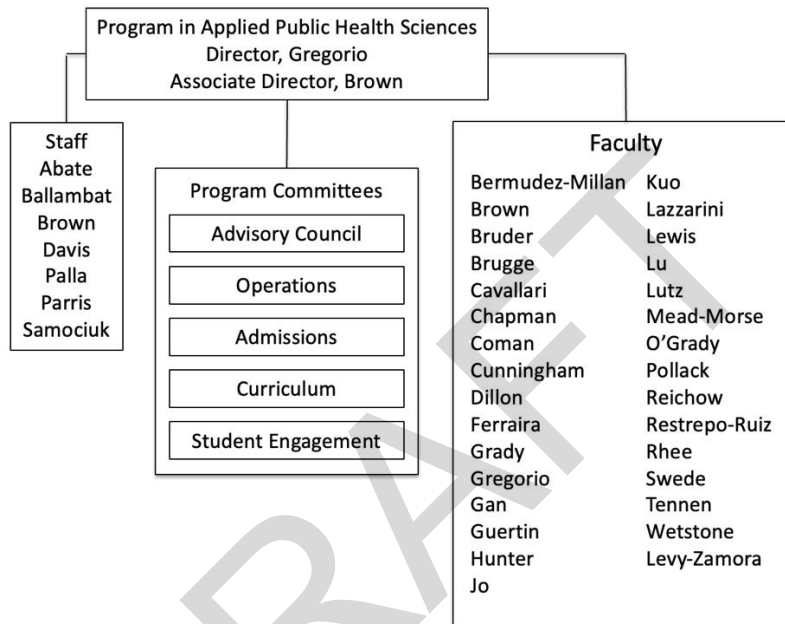 Program in Applied Public Health Sciences
Director, Gregorio
Associate Director, Brown
Staff
Abate
Ballambat
Brown
Davis
Palla
Parris
Samociuk
Program Committees
Advisory Council
Operations
Admissions
Curriculum
Student Engagement
Faculty
Bermudez-Millan
Brown
Bruder
Brugge
Cavallari
Chapman
Coman
Cunningham
Dillon
Ferraira
Grady
Gregorio
Gan
Guertin
Hunter
Jo
Kuo
Lazzarini
Lewis
Lu
Lutz
Mead-Morse
O'Grady
Pollack
Reichow
Restrepo-Ruiz
Rhee
Swede
Tennen
Wetstone
Levy-Zamora
RAFT